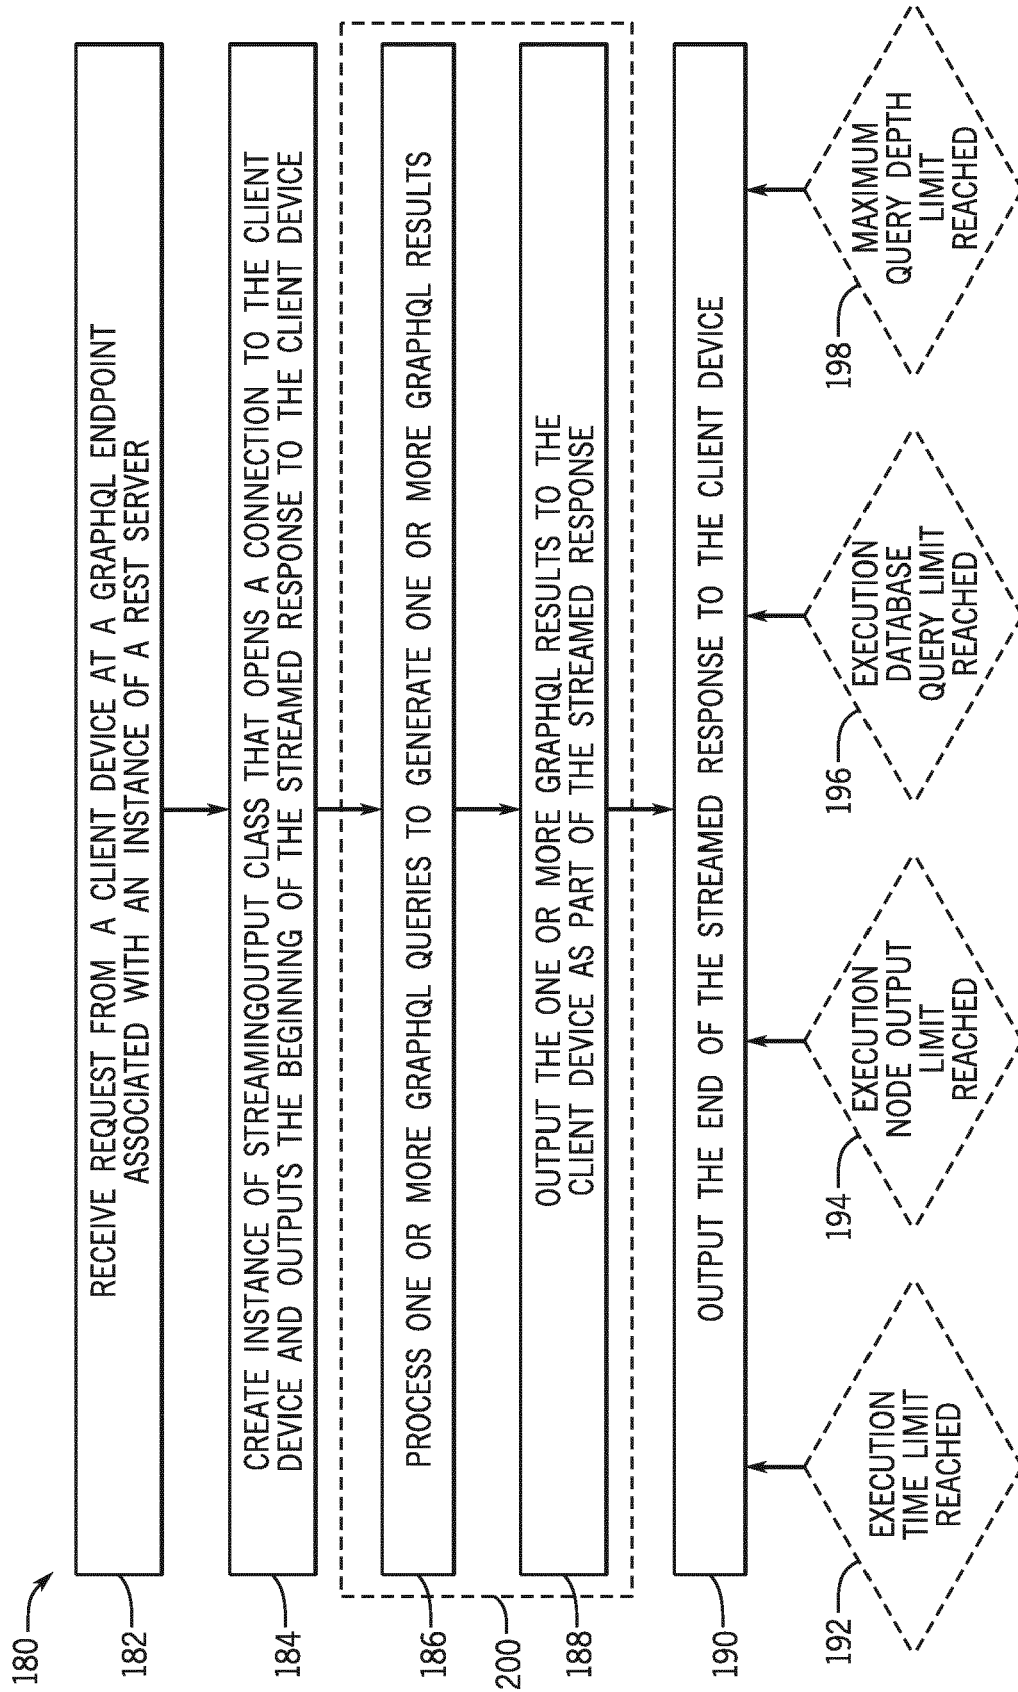 180
182
RECEIVE REQUEST FROM A CLIENT DEVICE AT A GRAPHQL ENDPOINT
ASSOCIATED WITH AN INSTANCE OF A REST SERVER
184
CREATE INSTANCE OF STREAMINGOUTPUT CLASS THAT OPENS A CONNECTION TO THE CLIENT
DEVICE AND OUTPUTS THE BEGINNING OF THE STREAMED RESPONSE TO THE CLIENT DEVICE
186
PROCESS ONE OR MORE GRAPHQL QUERIES TO GENERATE ONE OR MORE GRAPHQL RESULTS
200
188
OUTPUT THE ONE OR MORE GRAPHQL RESULTS TO THE
CLIENT DEVICE AS PART OF THE STREAMED RESPONSE
190
OUTPUT THE END OF THE STREAMED RESPONSE TO THE CLIENT DEVICE
192
EXECUTION
TIME LIMIT
REACHED
194
EXECUTION
NODE OUTPUT
LIMIT
REACHED
196
EXECUTION
DATABASE
QUERY LIMIT
REACHED
198
MAXIMUM
QUERY DEPTH
LIMIT
REACHED